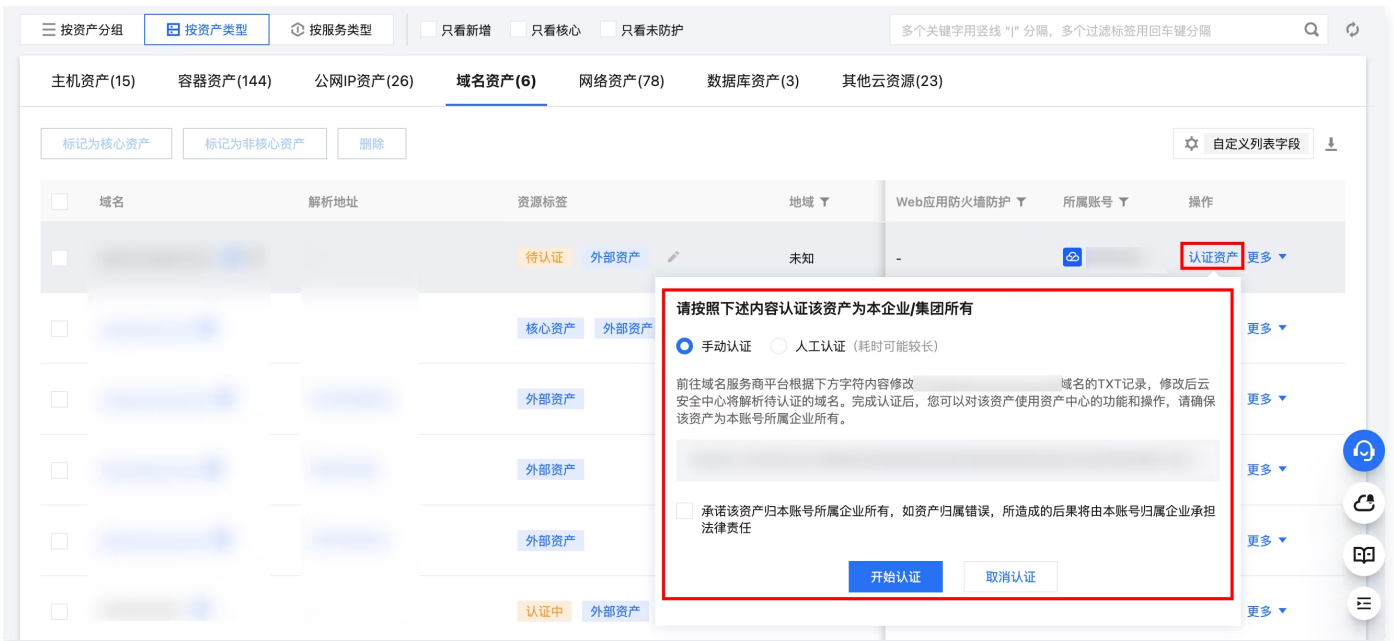 按资产分组 按资产类型 按服务类型 只看新增 只看核心 只看未防护 多个关键字用竖线 "|" 分隔，多个过滤标签用回车键分隔
主机资产(15) 容器资产(144) 公网IP资产(26) 域名资产(6) 网络资产(78) 数据库资产(3) 其他云资源(23)
标记为核心资产 标记为非核心资产 删除 自定义列表字段
域名 解析地址 资源标签 地域 Web应用防火墙防护 所属账号 操作
待认证 外部资产 未知 - 认证资产 更多
请按照下述内容认证该资产为本企业/集团所有
核心资产 外部资产 更多
手动认证 人工认证（耗时可能较长）
前往域名服务商平台根据下方字符内容修改 域名的TXT记录，修改后云
外部资产 更多
安全中心将解析待认证的域名。完成认证后，您可以对该资产使用资产中心的功能和操作，请确保
该资产为本账号所属企业所有。
外部资产 更多
承诺该资产归本账号所属企业所有，如资产归属错误，所造成的后果将由本账号归属企业承担
法律责任
外部资产 更多
开始认证 取消认证
认证中 外部资产 更多